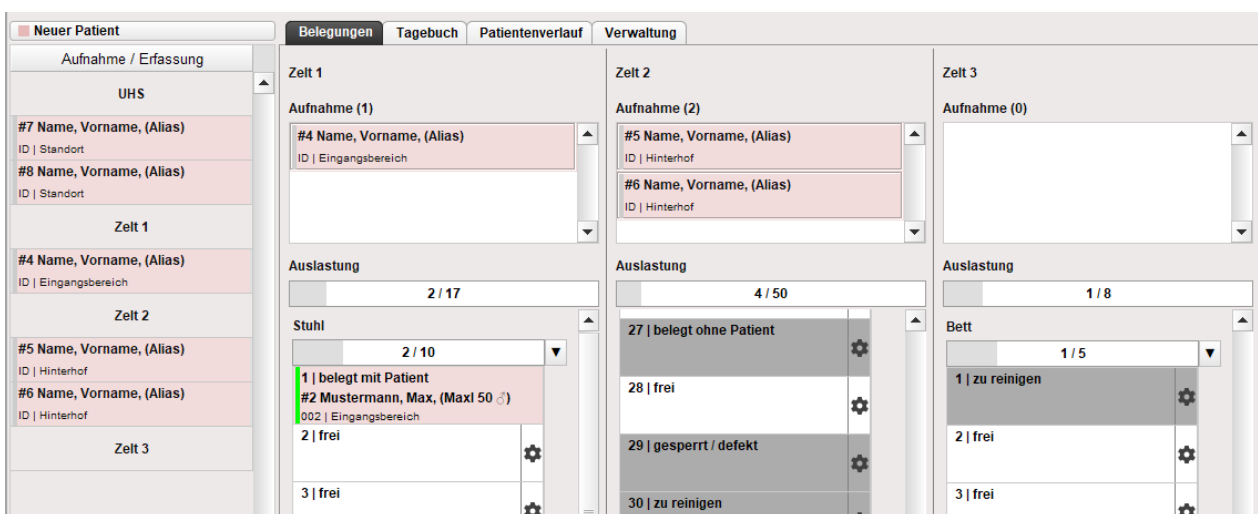 Neuer Patient
Aufnahme / Erfassung
UHS
#7 Name, Vorname, (Alias)
ID | Standort
#8 Name, Vorname, (Alias)
ID | Standort
Zelt 1
#4 Name, Vorname, (Alias)
ID | Eingangsbereich
Zelt 2
#5 Name, Vorname, (Alias)
ID | Hinterhof
#6 Name, Vorname, (Alias)
ID | Hinterhof
Zelt 3
Belegungen Tagebuch Patientenverlauf Verwaltung
Zelt 1
Aufnahme (1)
#4 Name, Vorname, (Alias)
ID | Eingangsbereich
Auslastung
2 / 17
Stuhl
2 / 10
1 | belegt mit Patient
#2 Mustermann, Max, (Maxl 50 ♂)
002 | Eingangsbereich
2 | frei
3 | frei
Zelt 2
Aufnahme (2)
#5 Name, Vorname, (Alias)
ID | Hinterhof
#6 Name, Vorname, (Alias)
ID | Hinterhof
Auslastung
4 / 50
27 | belegt ohne Patient
28 | frei
29 | gesperrt / defekt
30 | zu reinigen
Zelt 3
Aufnahme (0)
Auslastung
1 / 8
Bett
1 / 5
1 | zu reinigen
2 | frei
3 | frei